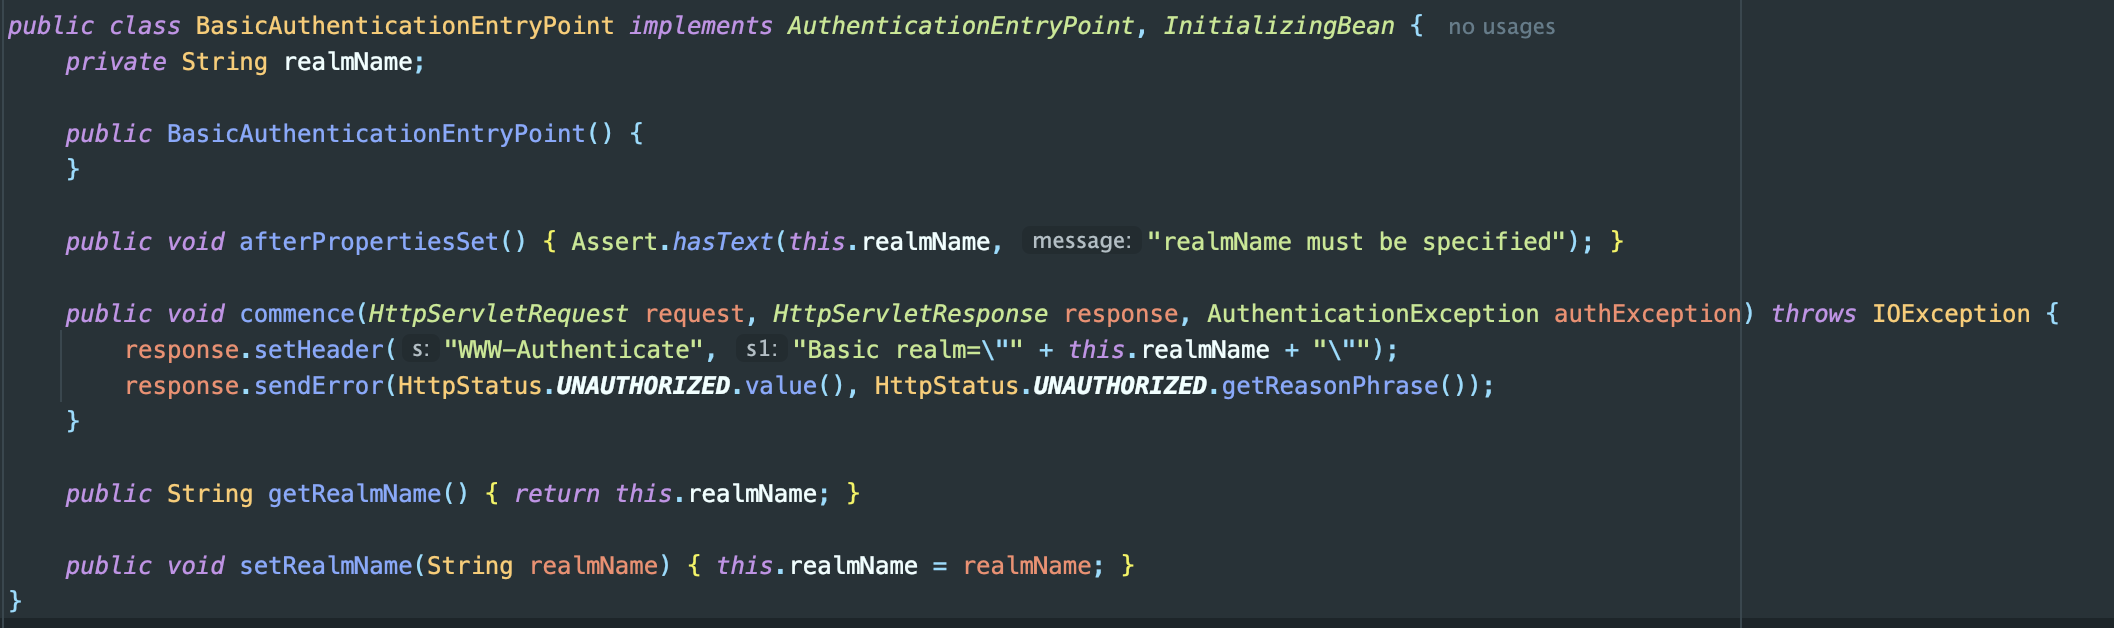 public class BasicAuthenticationEntryPoint implements AuthenticationEntryPoint, InitializingBean { no usages
    private String realmName;
    public BasicAuthenticationEntryPoint() {
    }
    public void afterPropertiesSet() { Assert.hasText(this.realmName, message: "realmName must be specified"); }
    public void commence(HttpServletRequest request, HttpServletResponse response, AuthenticationException authException) throws IOException {
        response.setHeader( s: "WWW-Authenticate", s1: "Basic realm=\"" + this.realmName + "\"");
        response.sendError(HttpStatus.UNAUTHORIZED.value(), HttpStatus.UNAUTHORIZED.getReasonPhrase());
    }
    public String getRealmName() { return this.realmName; }
    public void setRealmName(String realmName) { this.realmName = realmName; }
}